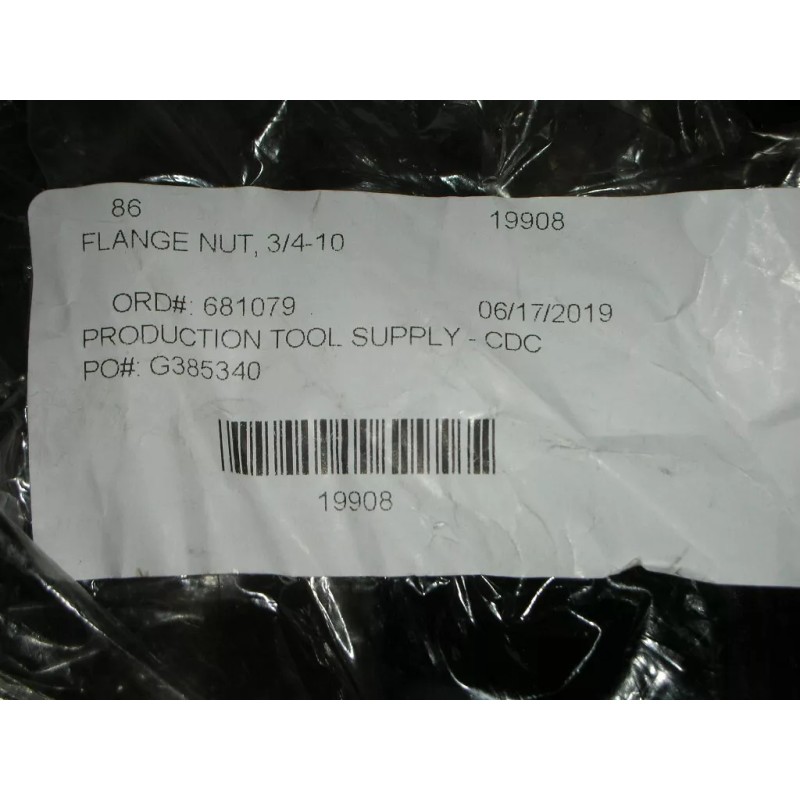 86 19908
FLANGE NUT, 3/4-10
ORD#: 681079 06/17/2019
PRODUCTION TOOL SUPPLY - CDC
PO#: G385340
19908